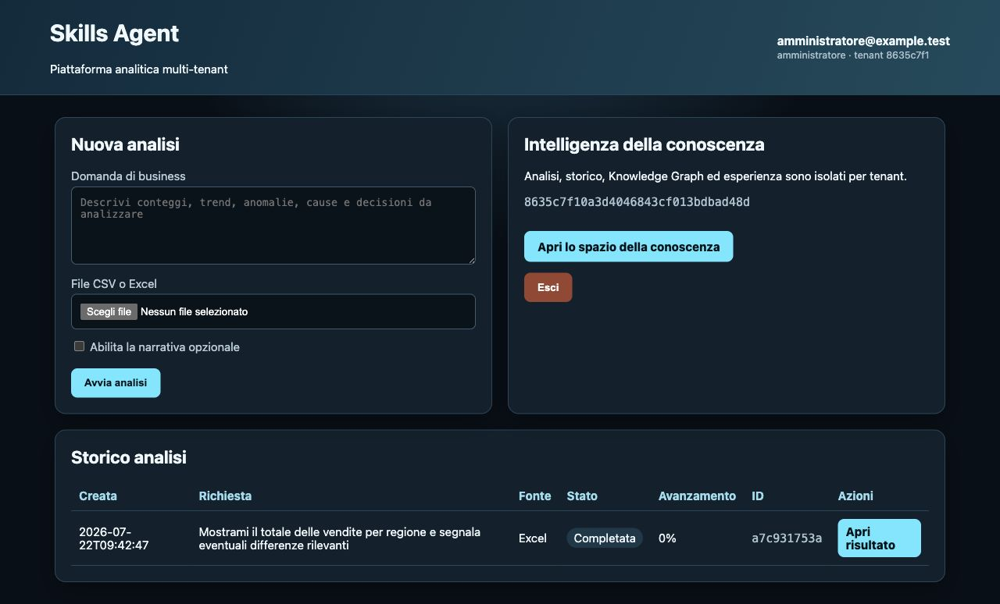 Skills Agent
Piattaforma analitica multi-tenant
amministratore@example.test
amministratore · tenant 8635c7f1
Nuova analisi
Domanda di business
Descrivi conteggi, trend, anomalie, cause e decisioni da
analizzare
File CSV o Excel
Scegli file Nessun file selezionato
Abilita la narrativa opzionale
Avvia analisi
Intelligenza della conoscenza
Analisi, storico, Knowledge Graph ed esperienza sono isolati per tenant.
8635c7f10a3d4046843cf013bdbad48d
Apri lo spazio della conoscenza
Esci
Storico analisi
Creata Richiesta Fonte Stato Avanzamento ID Azioni
2026-07-
22T09:42:47
Mostrami il totale delle vendite per regione e segnala
eventuali differenze rilevanti
Excel
Completata
0%
a7c931753a
Apri
risultato